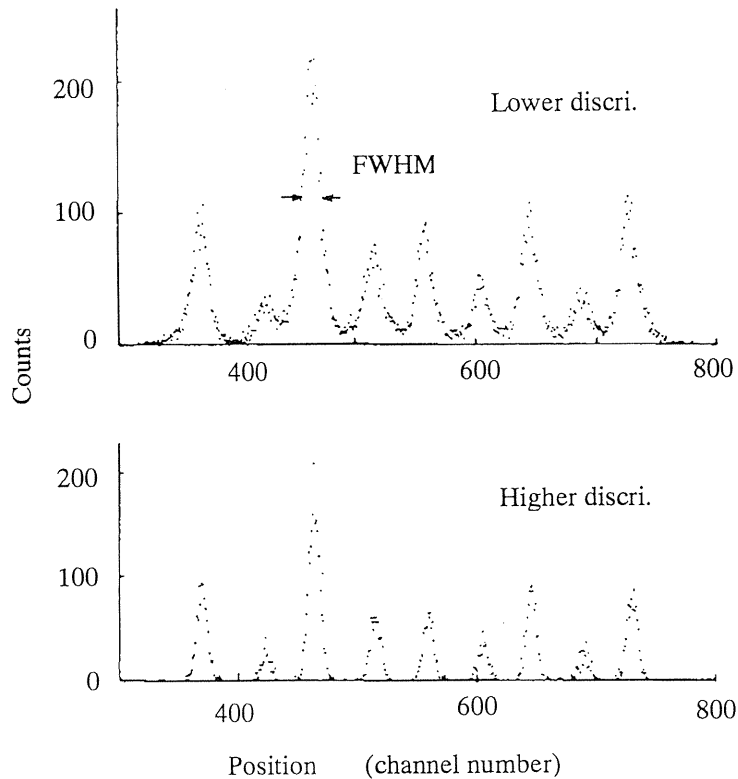 200
Lower discri.
FWHM
100
0
400
600
800
Counts
200
Higher discri.
100
0
400
600
800
Position (channel number)